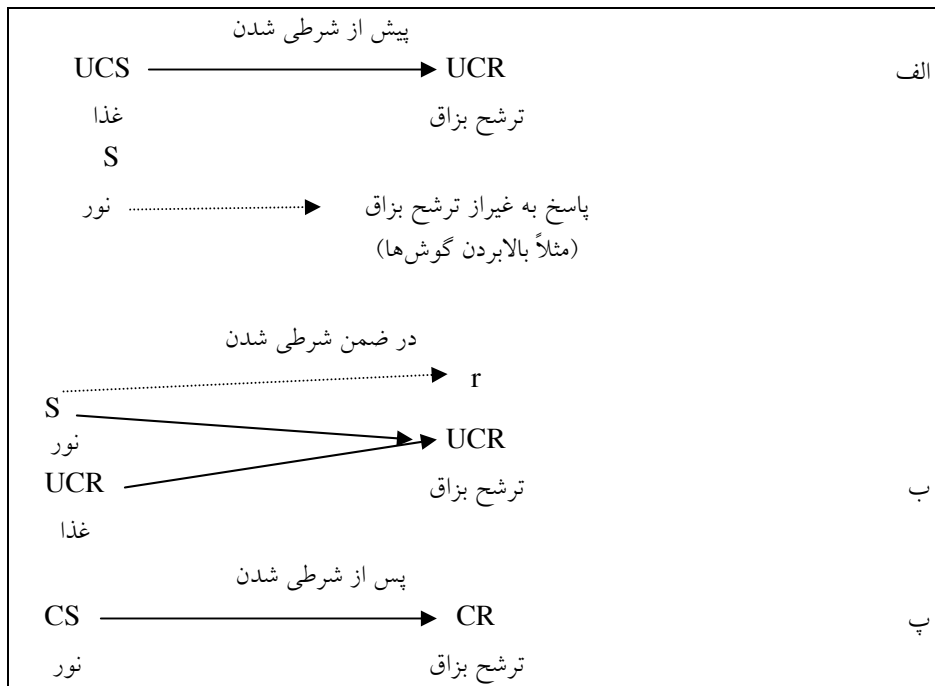 پیش از شرطی شدن
الف UCS UCR
غذا ترشح بزاق
S
نور پاسخ به غیراز ترشح بزاق
(مثلاً بالابردن گوش‌ها)
در ضمن شرطی شدن
r
S
نور UCR
ب UCR ترشح بزاق
غذا
پس از شرطی شدن
پ CS CR
نور ترشح بزاق